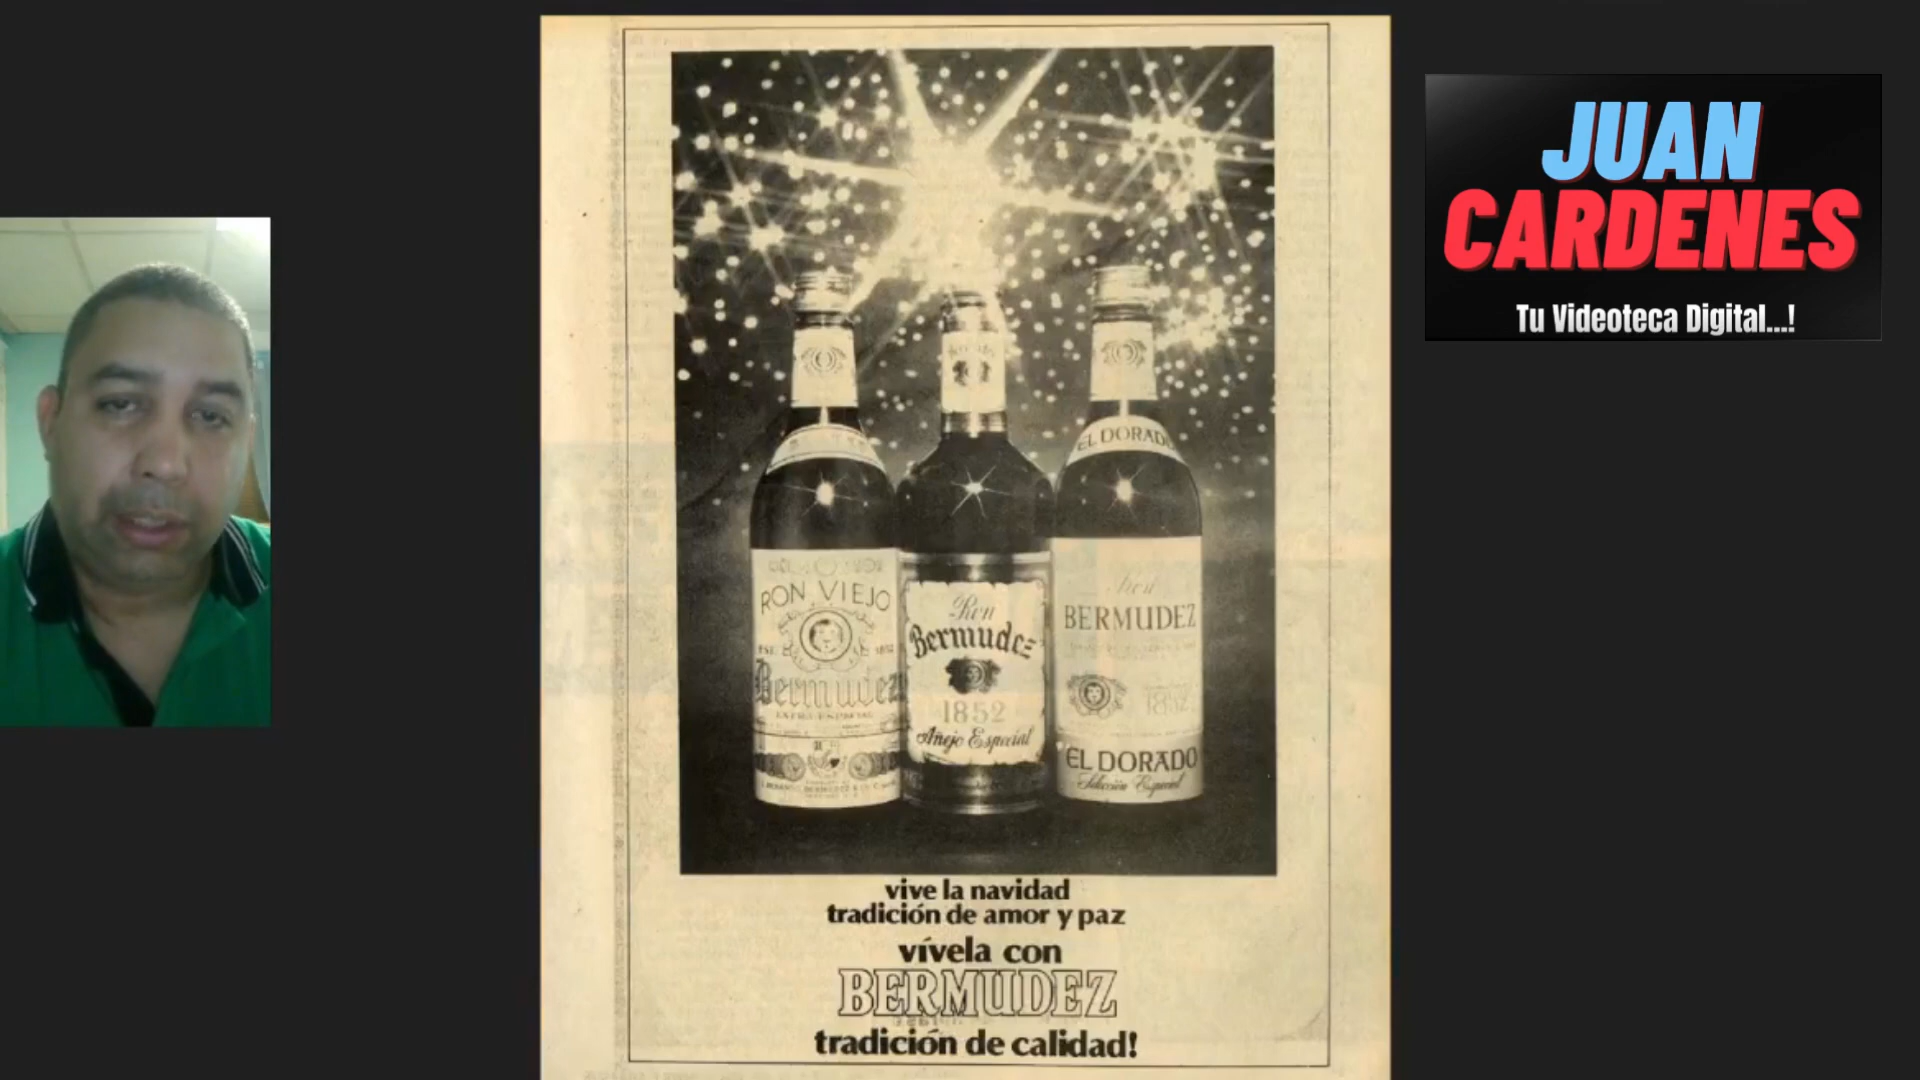 JUAN
CARDENES
Tu Videoteca Digital...!
EL DORADO
RON VIEJO
Bermudez
Ron
Bermudez
1852
Añejo Especial
Ron
BERMUDEZ
1852
EL DORADO
Selección Especial
vive la navidad
tradición de amor y paz
vívela con
BERMUDEZ
tradición de calidad!